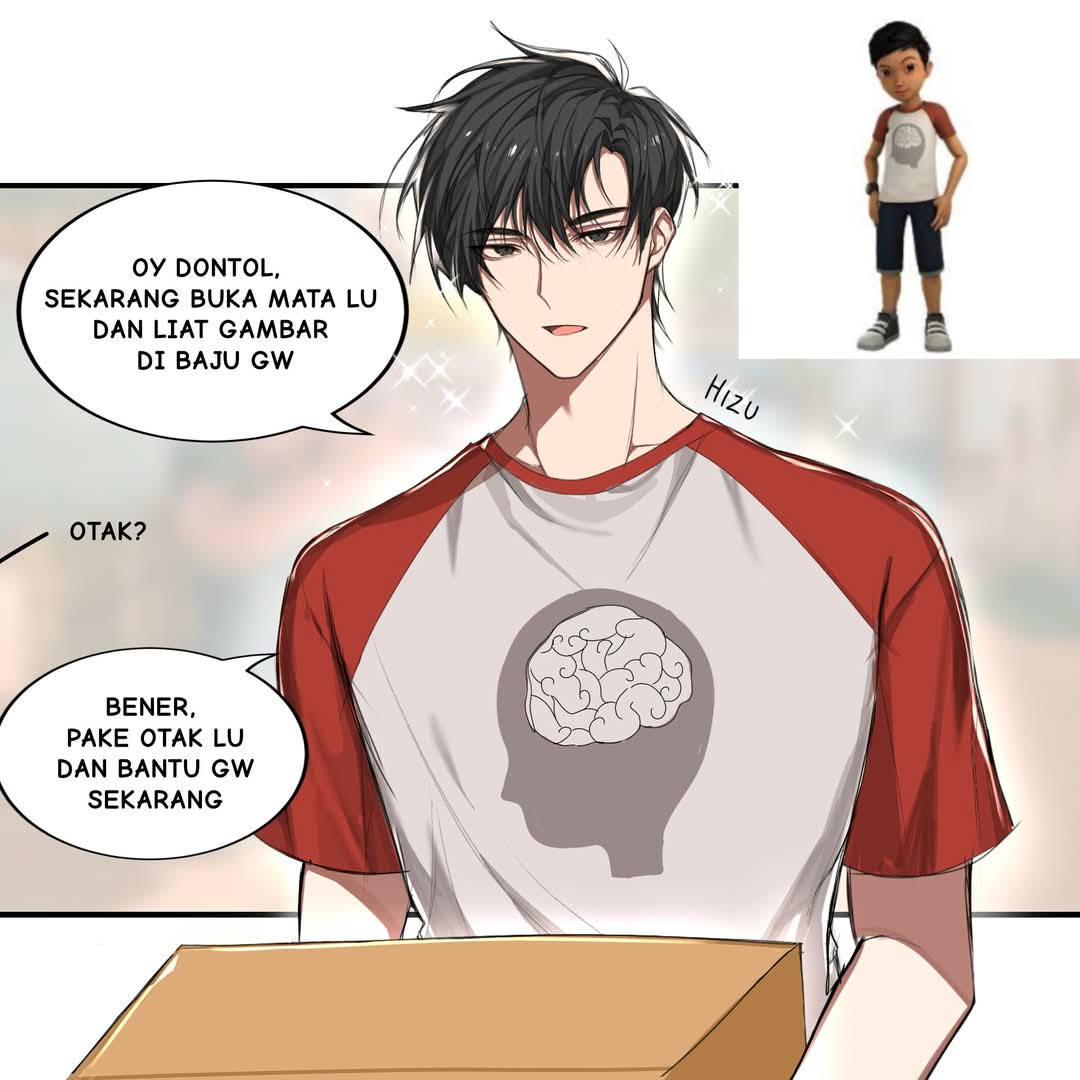 OY DONTOL,
SEKARANG BUKA MATA LU
DAN LIAT GAMBAR
DI BAJU GW
HIZU
OTAK?
BENER,
PAKE OTAK LU
DAN BANTU GW
SEKARANG